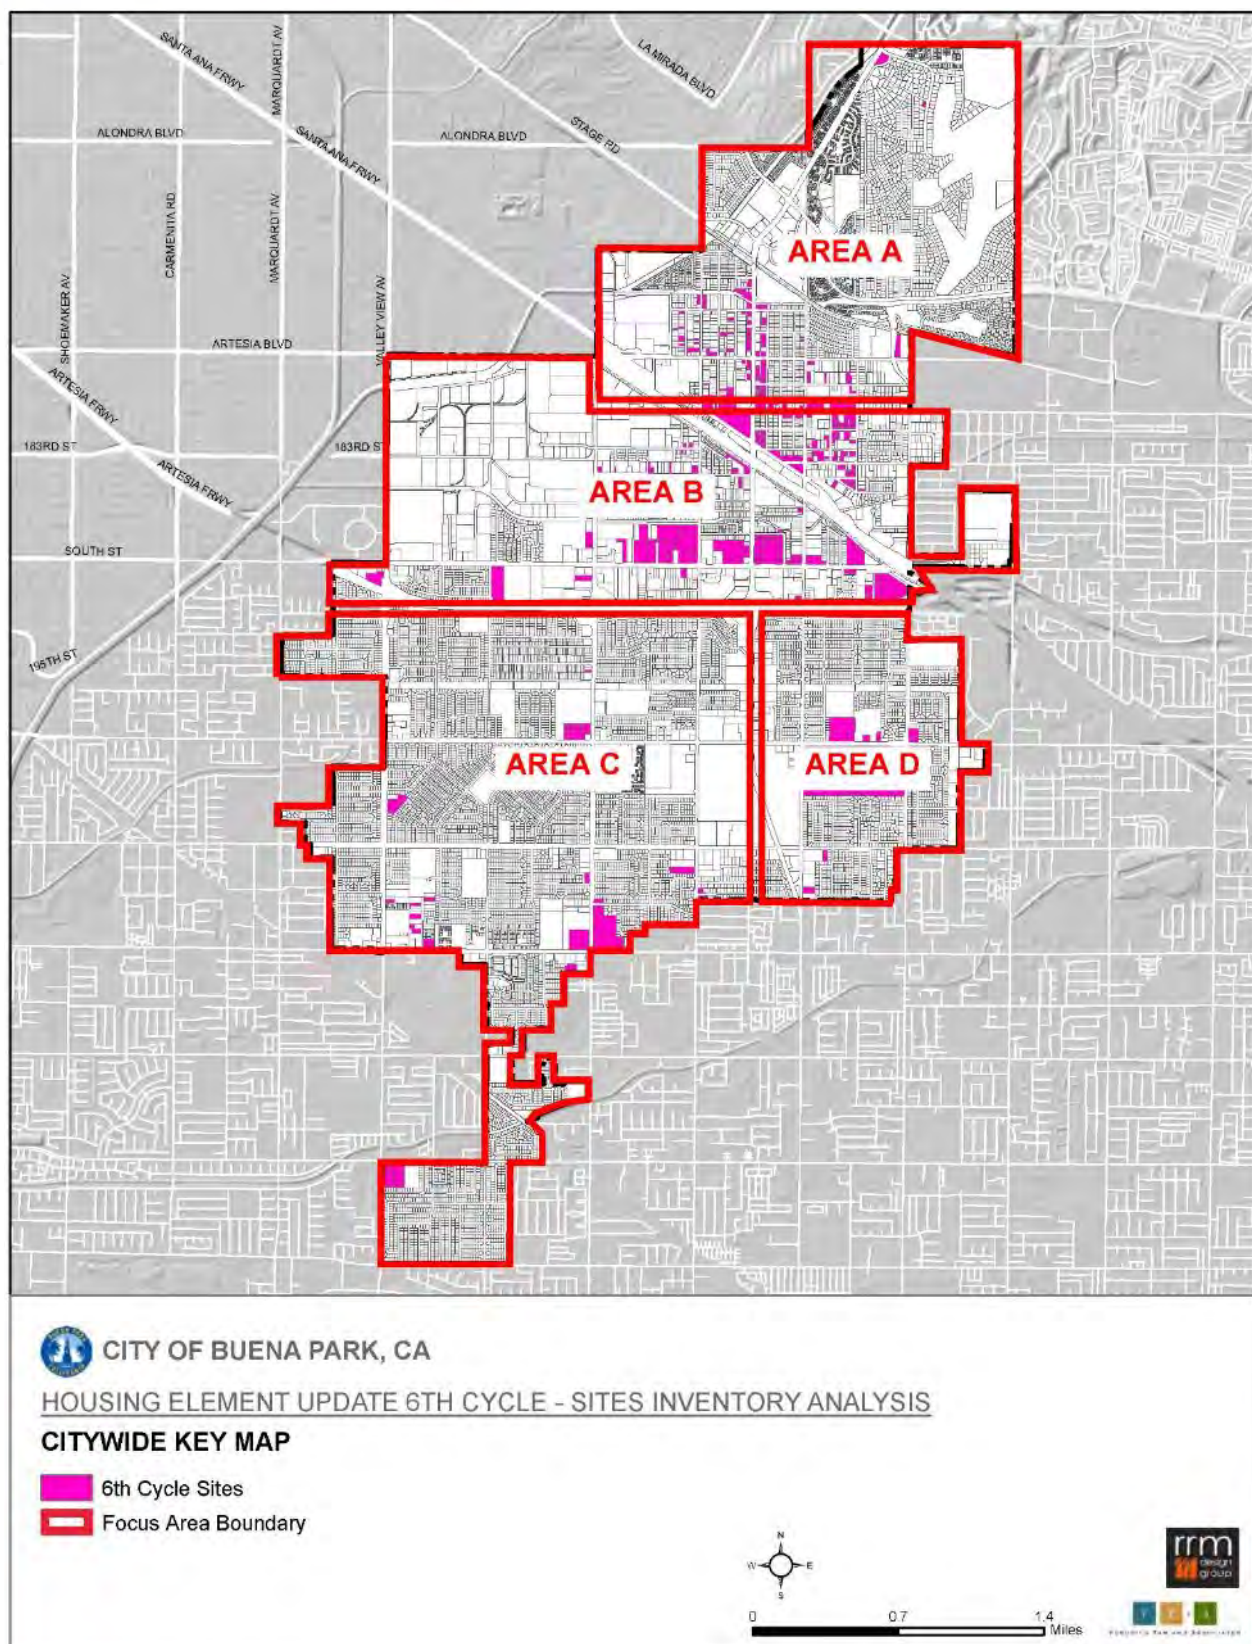 SANTA ANA FRWY
MARQUARDT AV
LA MIRADA BLVD
ALONDRA BLVD
SANTA ANA FRWY
ALONDRA BLVD
STAGE RD
SHOEMAKER AV
CARMENITA RD
MARQUARDT AV
VALLEY VIEW AV
AREA A
ARTESIA BLVD
ARTESIA FRWY
183RD ST
183RD ST
ARTESIA FRWY
AREA B
SOUTH ST
195TH ST
AREA C
AREA D
CITY OF BUENA PARK, CA
HOUSING ELEMENT UPDATE 6TH CYCLE - SITES INVENTORY ANALYSIS
CITYWIDE KEY MAP
6th Cycle Sites
Focus Area Boundary
N
W
E
S
0 0.7 1.4
Miles
rrm
design
group